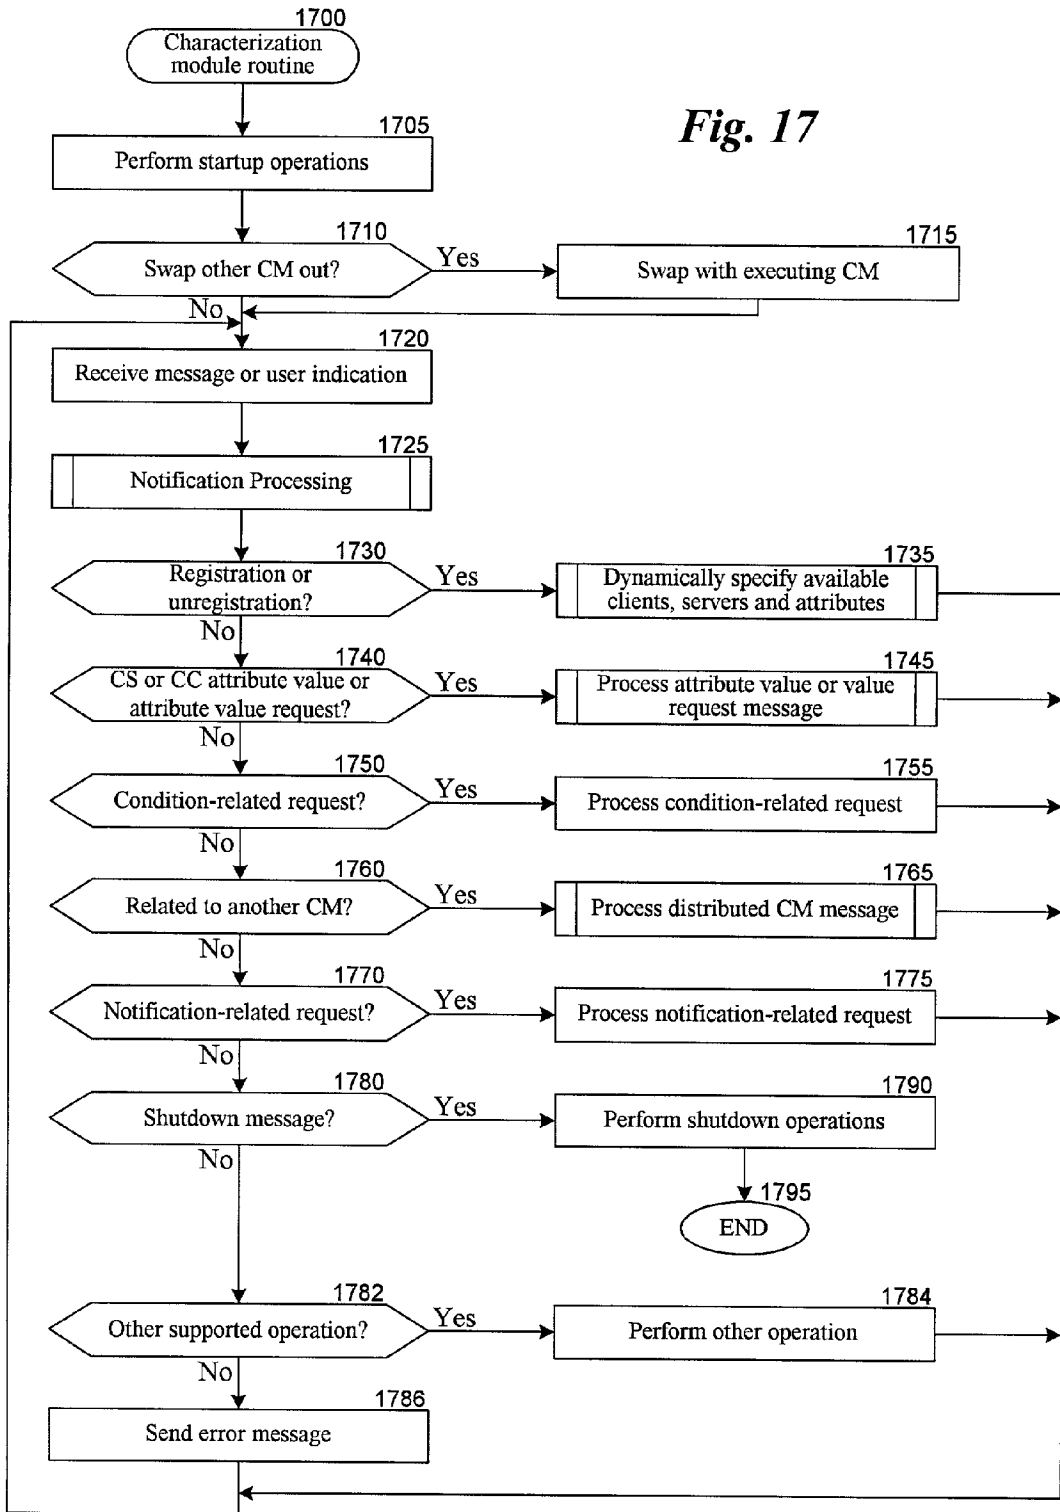 1700
Characterization
module routine
Fig. 17
1705
Perform startup operations
1710
Swap other CM out?
Yes
1715
Swap with executing CM
No
1720
Receive message or user indication
1725
Notification Processing
1730
Registration or
unregistration?
Yes
1735
Dynamically specify available
clients, servers and attributes
No
1740
CS or CC attribute value or
attribute value request?
Yes
1745
Process attribute value or value
request message
No
1750
Condition-related request?
Yes
1755
Process condition-related request
No
1760
Related to another CM?
Yes
1765
Process distributed CM message
No
1770
Notification-related request?
Yes
1775
Process notification-related request
No
1780
Shutdown message?
Yes
1790
Perform shutdown operations
No
1795
END
1782
Other supported operation?
Yes
1784
Perform other operation
No
1786
Send error message